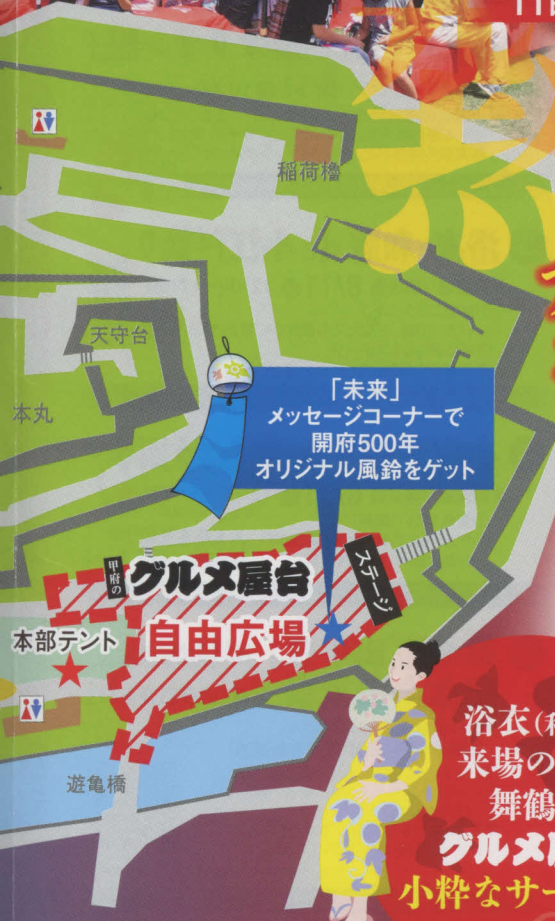 稲荷櫓
天守台
本丸
「未来」
メッセージコーナーで
開府500年
オリジナル風鈴をゲット
甲府の
グルメ屋台
ステージ
自由広場
本部テント
遊亀橋
浴衣(
来場の
舞鶴
グルメ
小粋なサー